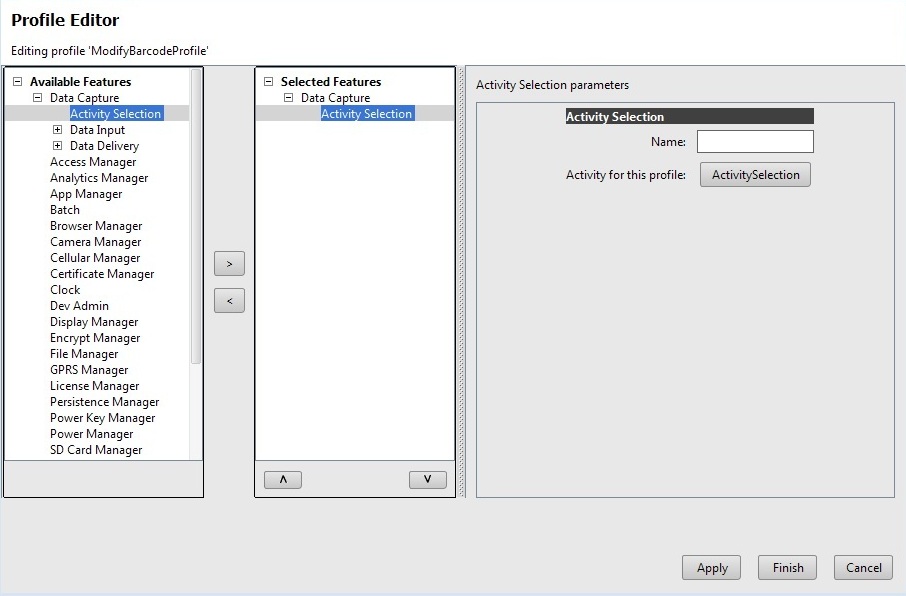 Profile Editor
Editing profile 'ModifyBarcodeProfile'
Available Features
Data Capture
Activity Selection
Data Input
Data Delivery
Access Manager
Analytics Manager
App Manager
Batch
Browser Manager
Camera Manager
Cellular Manager
Certificate Manager
Clock
Dev Admin
Display Manager
Encrypt Manager
File Manager
GPRS Manager
License Manager
Persistence Manager
Power Key Manager
Power Manager
SD Card Manager
>
<
Selected Features
Data Capture
Activity Selection
Λ
V
Activity Selection parameters
Activity Selection
Name:
Activity for this profile: ActivitySelection
Apply Finish Cancel